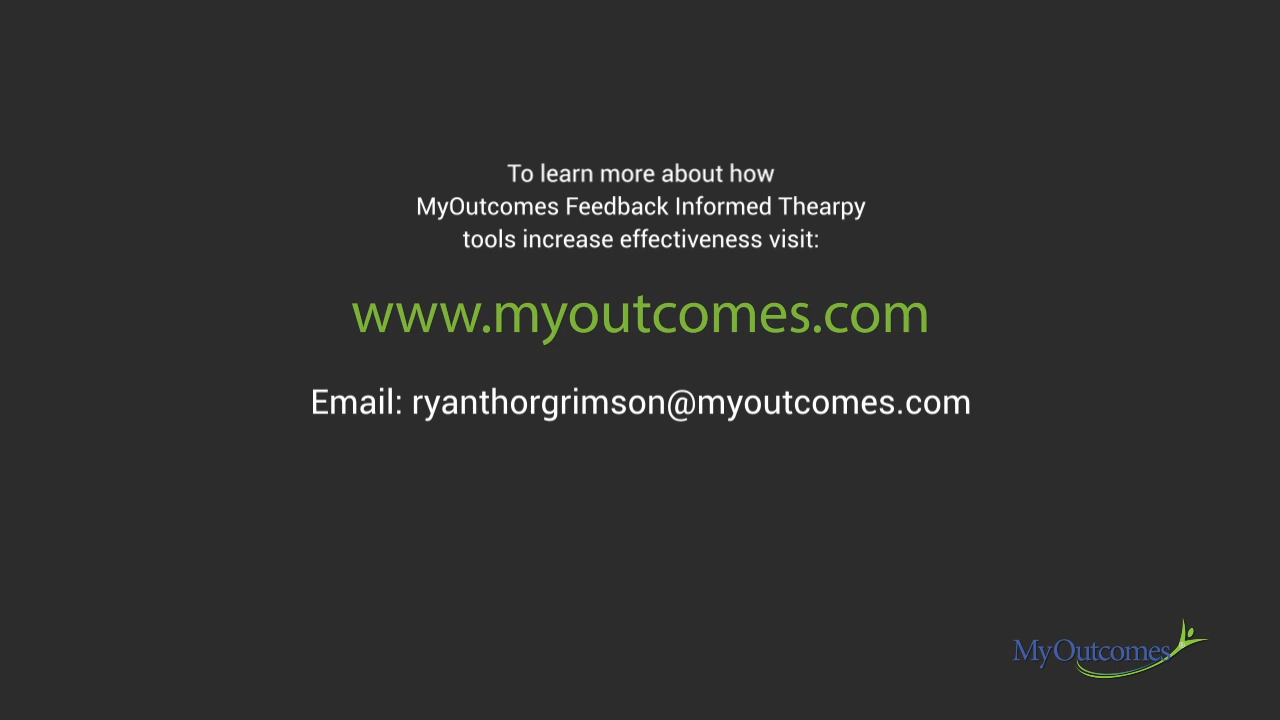 To learn more about how
MyOutcomes Feedback Informed Thearpy
tools increase effectiveness visit:
www.myoutcomes.com
Email: ryanthorgrimson@myoutcomes.com
MyOutcomes